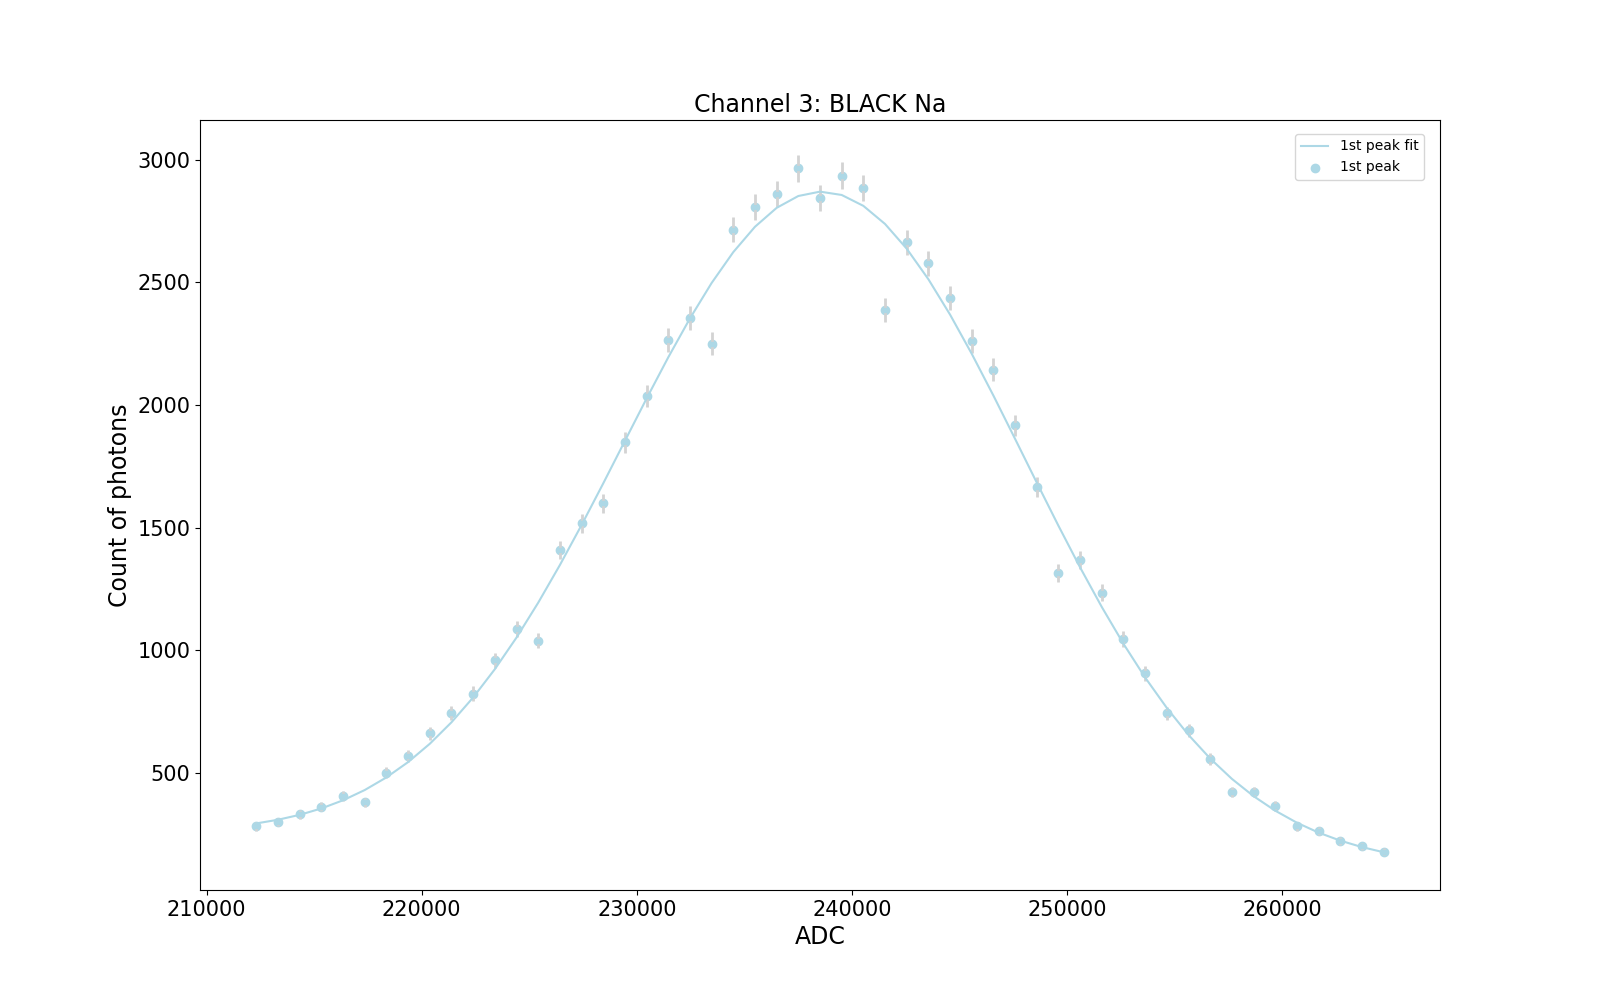 Channel 3: BLACK Na
1st peak fit
1st peak
3000
2500
2000
1500
1000
500
Count of photons
210000 220000 230000 240000 250000 260000
ADC